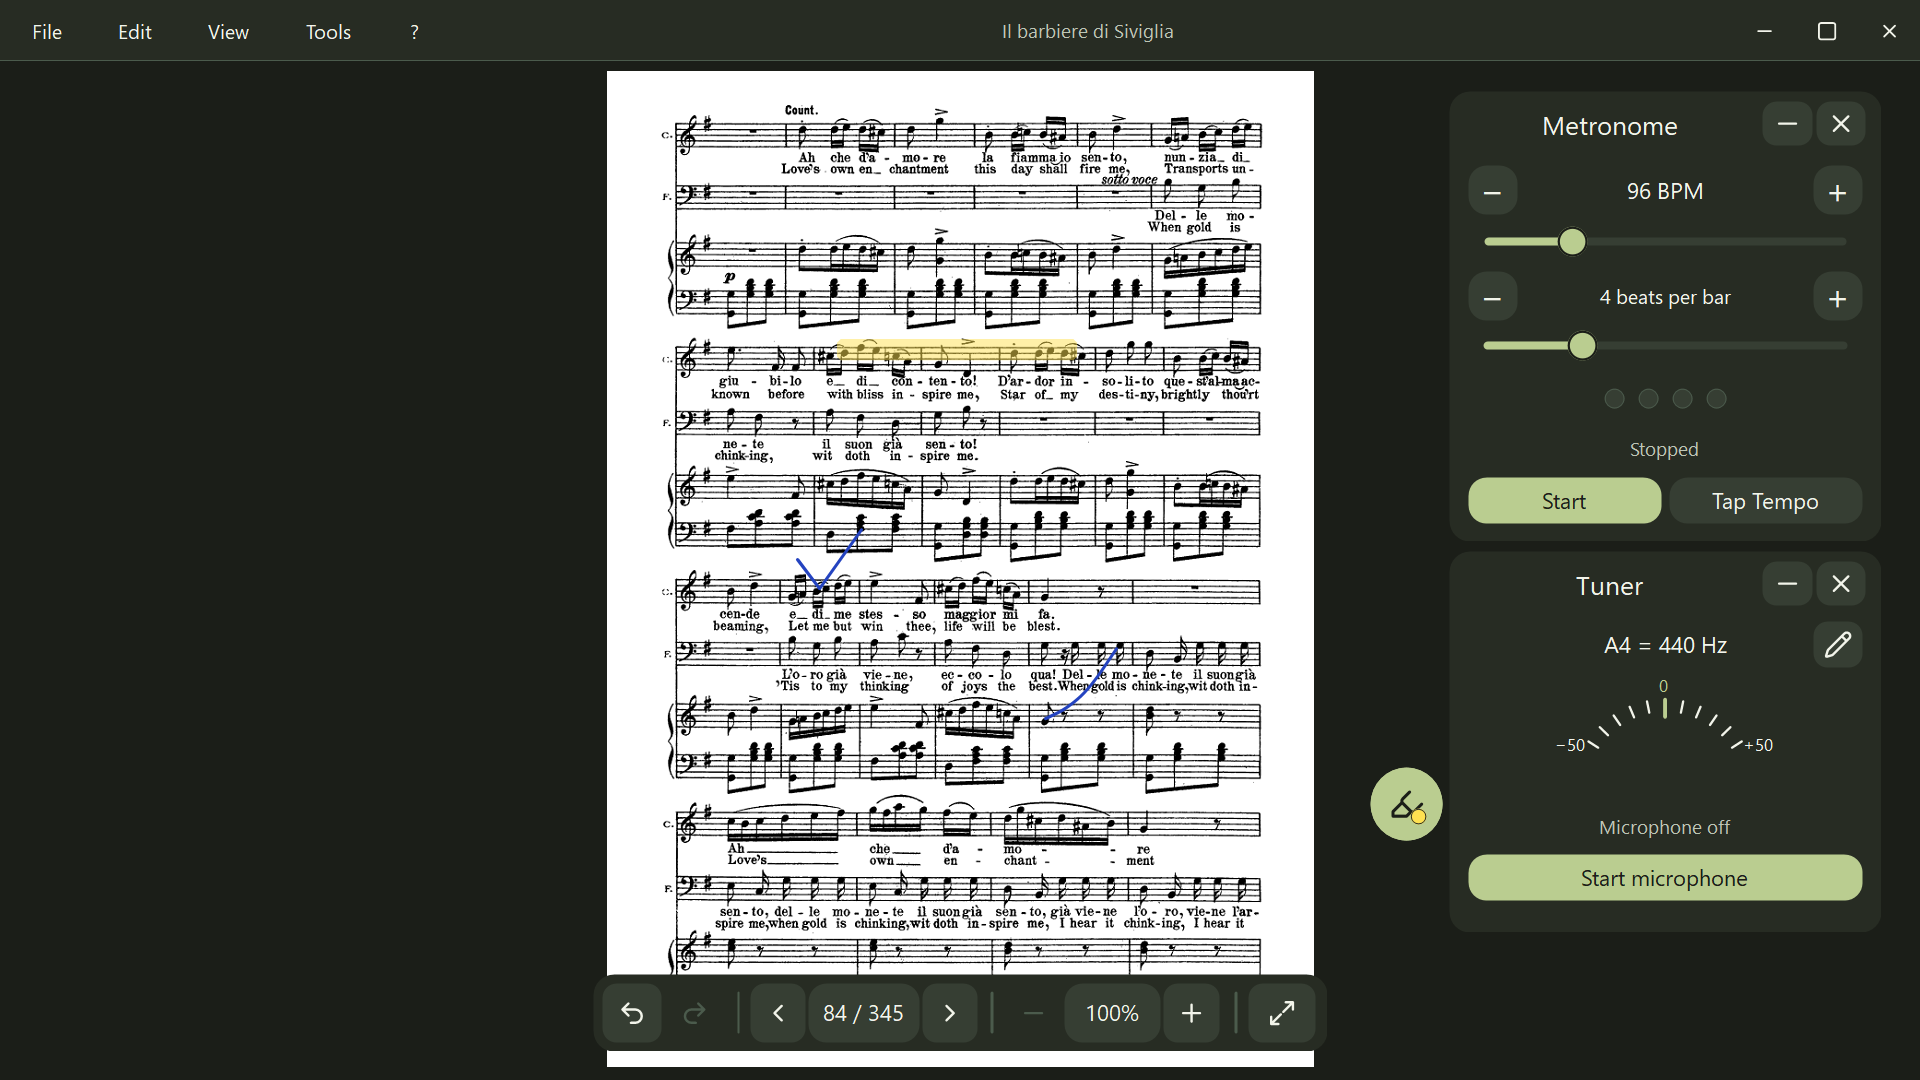 File Edit View Tools ? Il barbiere di Siviglia
Count.
C.
Ah che d'a - mo - re la fiamma io sen - to, nun - zia_ di_
Love's own en_ chantment this day shall fire me, Transports un -
sotto voce
F.
Del - le mo -
When gold is
p
C.
giu - bi - lo e_ di_ con - ten - to! D'ar - dor in - so - li - to que - st'al - ma ac -
known before with bliss in - spire me, Star of_ my des - ti - ny, brightly thou'rt
F.
ne - te il suon già sen - to!
chink-ing, wit doth in - spire me.
C.
cen-de e_ di_ me stes - so maggior mi fa.
beaming, Let me but win thee, life will be blest.
F.
L'o - ro già vie - ne, ec - co - lo qua! Del - le mo - ne - te il suon già
'Tis to my thinking of joys the best. When gold is chink-ing, wit doth in -
C.
Ah che d'a - mo - re
Love's own en - chant - ment
F.
sen - to, del - le mo - ne - te il suon già sen - to, già vie - ne l'o - ro, vie - ne l'ar -
spire me, when gold is chinking, wit doth in - spire me, I hear it chink-ing, I hear it
84 / 345 100%
Metronome
96 BPM
4 beats per bar
Stopped
Start Tap Tempo
Tuner
A4 = 440 Hz
0
−50 +50
Microphone off
Start microphone